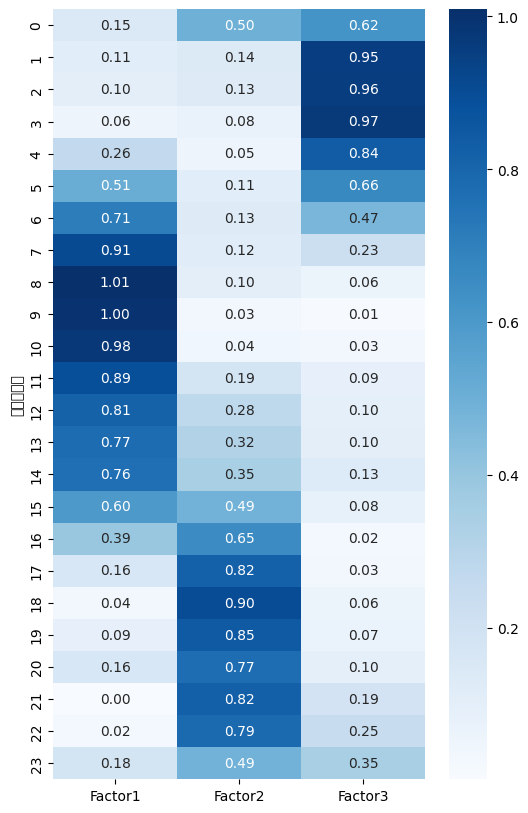 0 0.15 0.50 0.62 1.0
1 0.11 0.14 0.95
2 0.10 0.13 0.96
3 0.06 0.08 0.97
4 0.26 0.05 0.84 0.8
5 0.51 0.11 0.66
6 0.71 0.13 0.47
7 0.91 0.12 0.23
8 1.01 0.10 0.06
9 1.00 0.03 0.01 0.6
10 0.98 0.04 0.03
11 0.89 0.19 0.09
12 0.81 0.28 0.10
13 0.77 0.32 0.10
14 0.76 0.35 0.13 0.4
15 0.60 0.49 0.08
16 0.39 0.65 0.02
17 0.16 0.82 0.03
18 0.04 0.90 0.06
19 0.09 0.85 0.07 0.2
20 0.16 0.77 0.10
21 0.00 0.82 0.19
22 0.02 0.79 0.25
23 0.18 0.49 0.35
Factor1 Factor2 Factor3